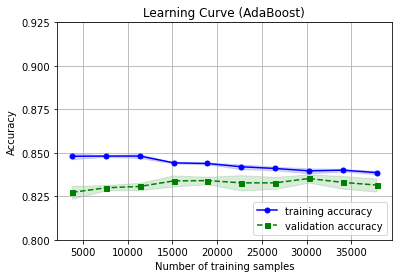 Learning Curve (AdaBoost)
0.925
0.900
0.875
0.850
0.825
0.800
Accuracy
5000 10000 15000 20000 25000 30000 35000
Number of training samples
training accuracy
validation accuracy